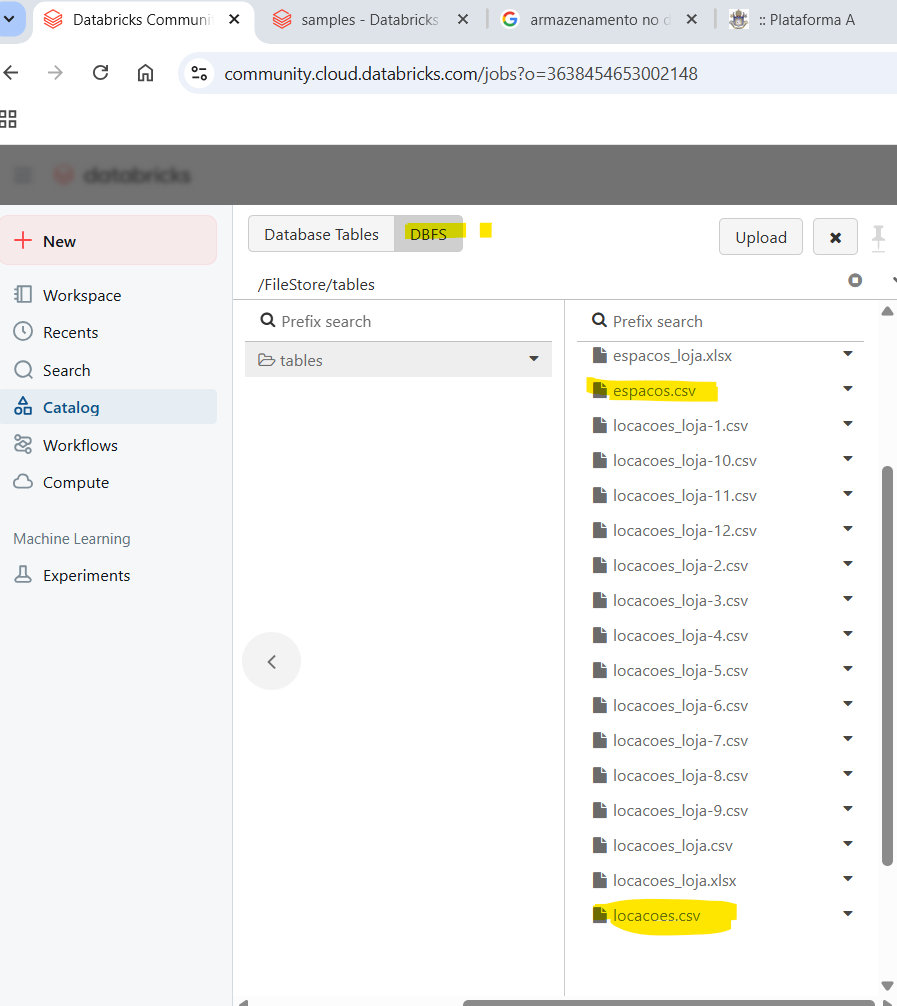 Databricks Communi
samples - Databricks
armazenamento no d
:: Plataforma A
community.cloud.databricks.com/jobs?o=3638454653002148
databricks
New
Workspace
Recents
Search
Catalog
Workflows
Compute
Machine Learning
Experiments
Database Tables DBFS
Upload
/FileStore/tables
Prefix search
tables
Prefix search
espacos_loja.xlsx
espacos.csv
locacoes_loja-1.csv
locacoes_loja-10.csv
locacoes_loja-11.csv
locacoes_loja-12.csv
locacoes_loja-2.csv
locacoes_loja-3.csv
locacoes_loja-4.csv
locacoes_loja-5.csv
locacoes_loja-6.csv
locacoes_loja-7.csv
locacoes_loja-8.csv
locacoes_loja-9.csv
locacoes_loja.csv
locacoes_loja.xlsx
locacoes.csv